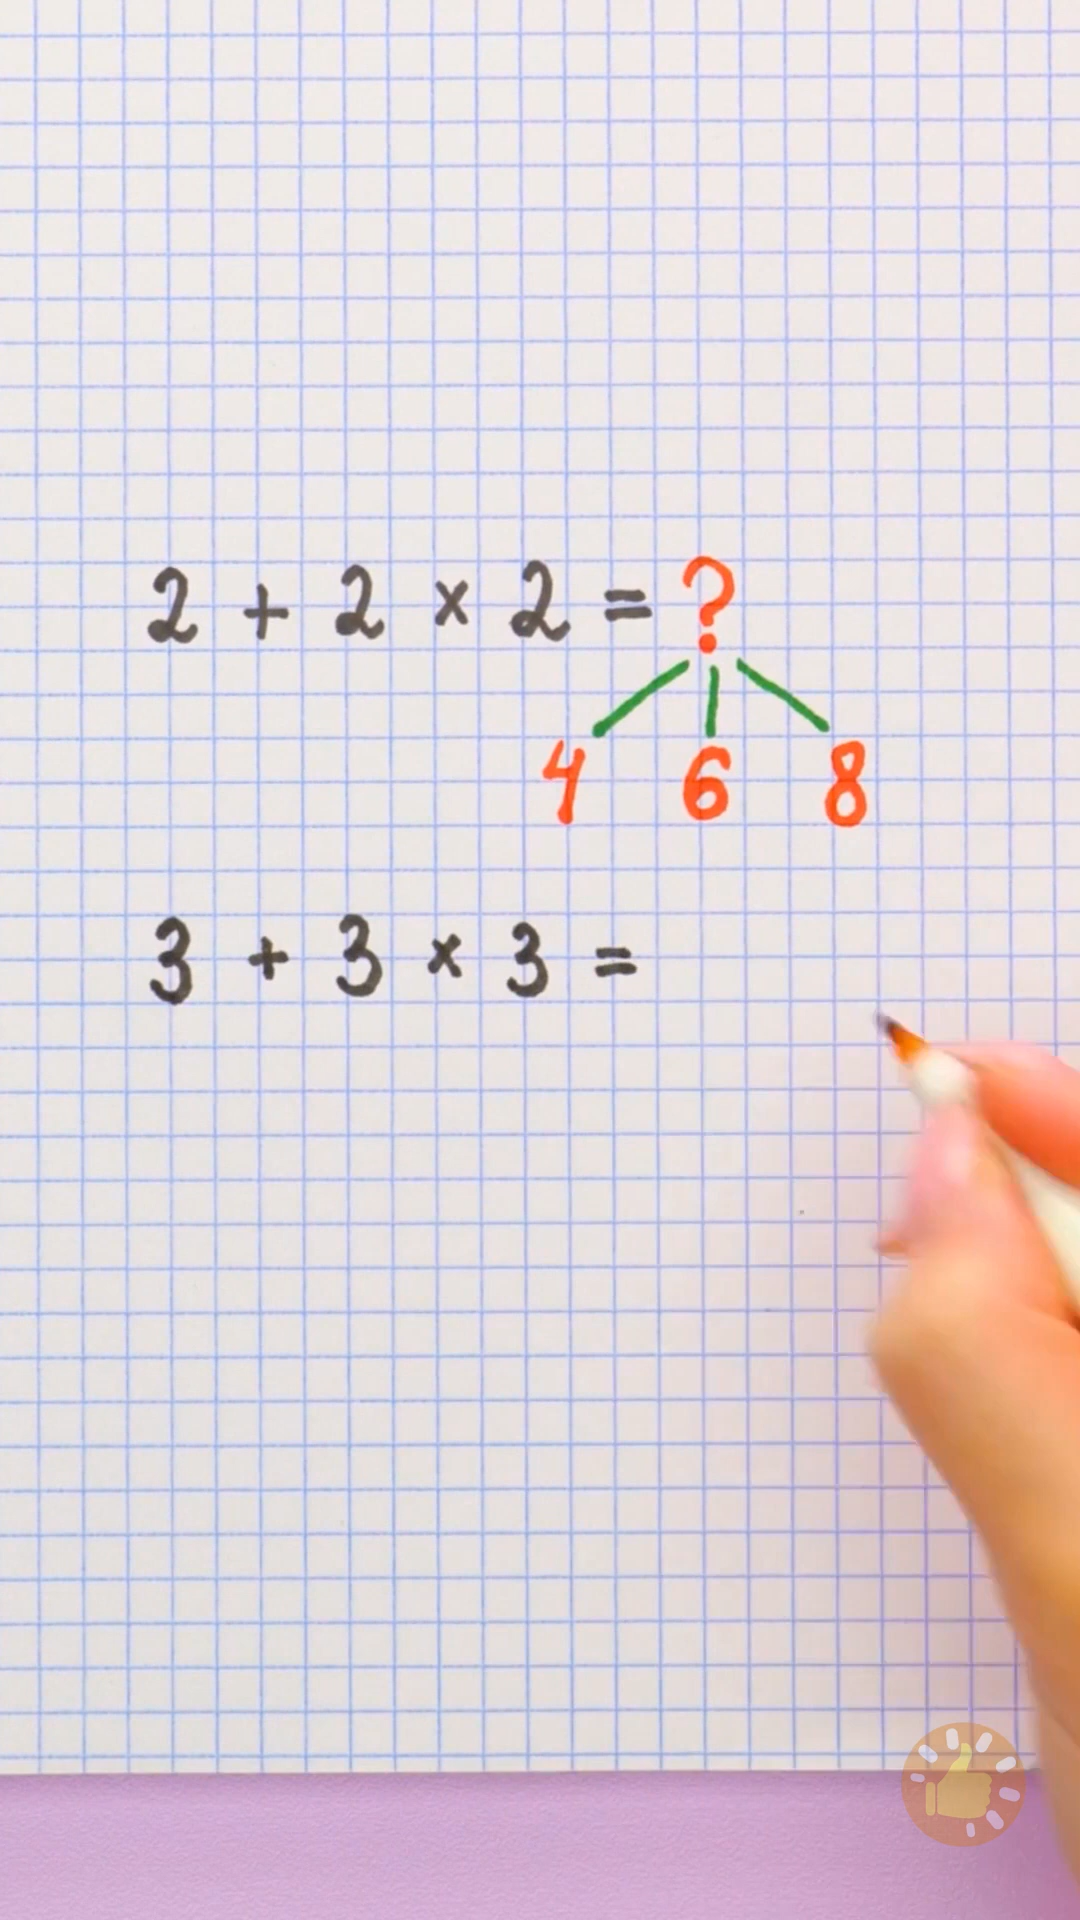 2 + 2 × 2 = ?
4 6 8
3 + 3 × 3 =